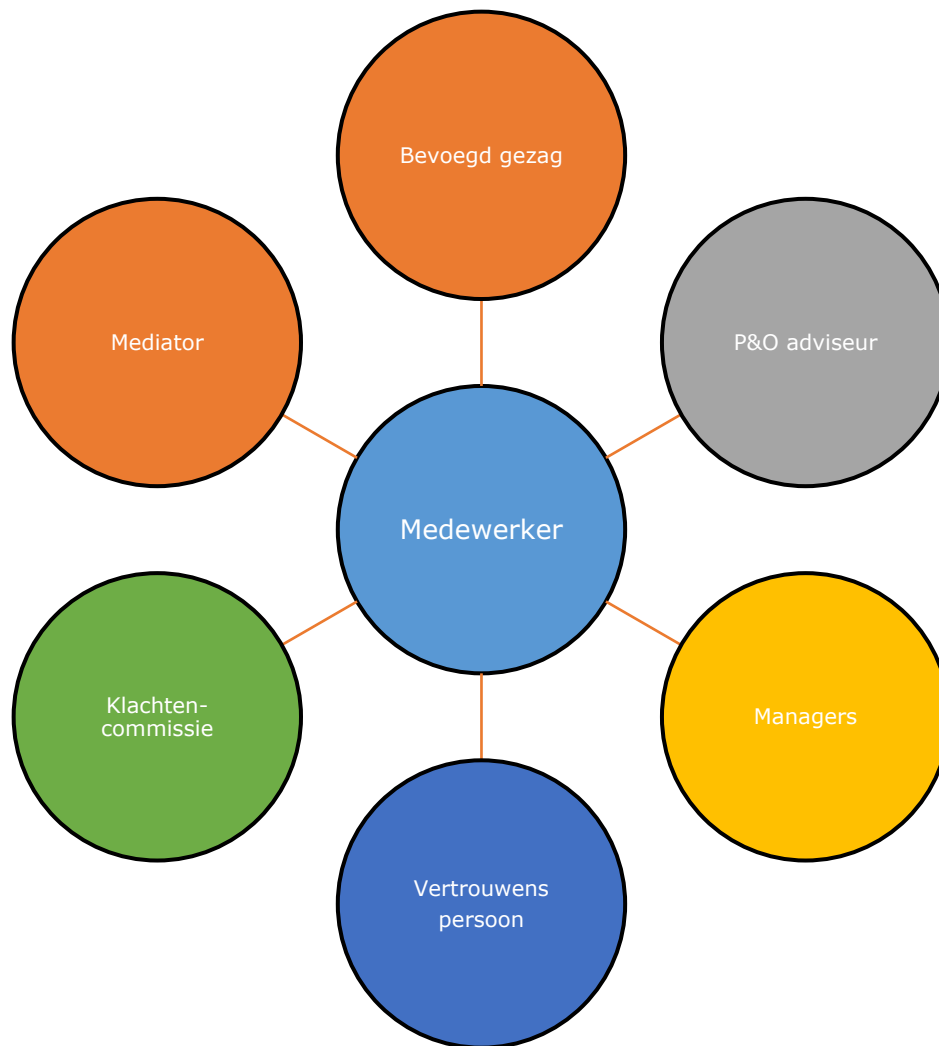 Bevoegd gezag
Mediator
P&O adviseur
Medewerker
Klachten-
commissie
Managers
Vertrouwens
persoon